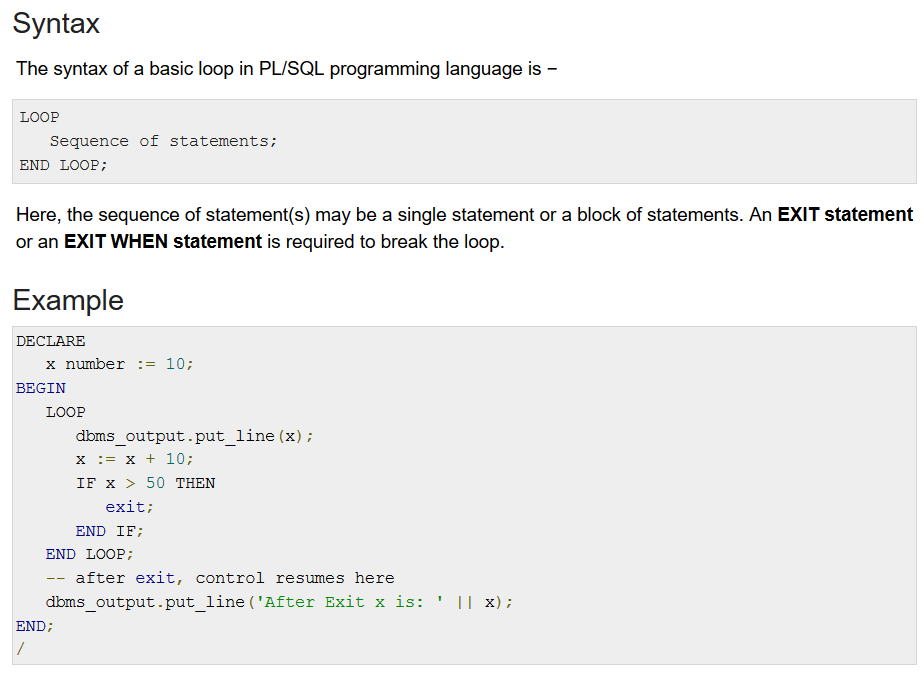 Syntax
The syntax of a basic loop in PL/SQL programming language is −
LOOP
   Sequence of statements;
END LOOP;
Here, the sequence of statement(s) may be a single statement or a block of statements. An EXIT statement
or an EXIT WHEN statement is required to break the loop.
Example
DECLARE
   x number := 10;
BEGIN
   LOOP
      dbms_output.put_line(x);
      x := x + 10;
      IF x > 50 THEN
         exit;
      END IF;
   END LOOP;
   -- after exit, control resumes here
   dbms_output.put_line('After Exit x is: ' || x);
END;
/